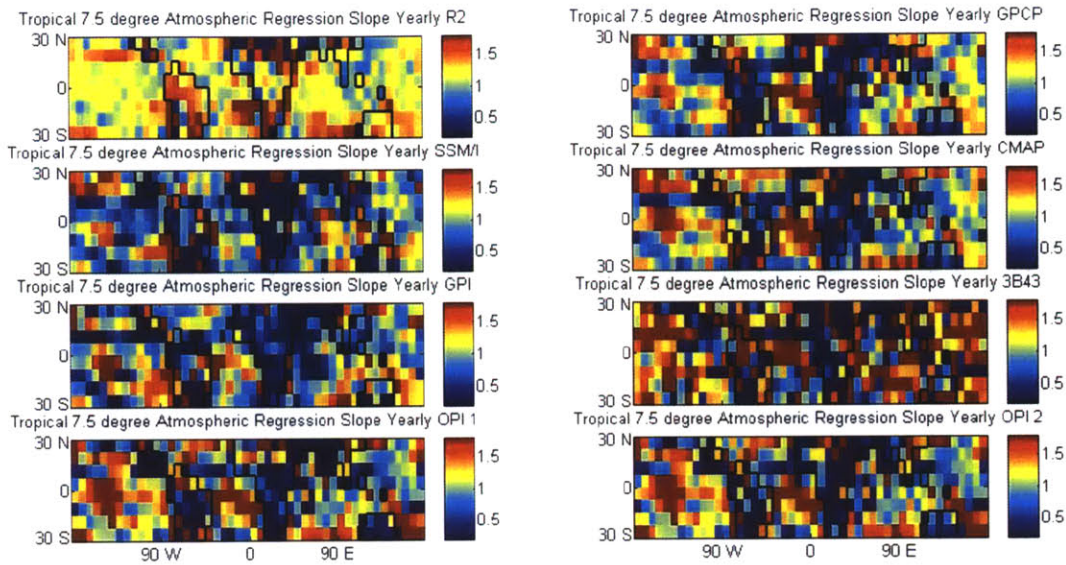 Tropical 7.5 degree Atmospheric Regression Slope Yearly R2
30 N
0
30 S
1.5
1
0.5
Tropical 7.5 degree Atmospheric Regression Slope Yearly GPCP
30 N
0
30 S
1.5
1
0.5
Tropical 7.5 degree Atmospheric Regression Slope Yearly SSM/I
30 N
0
30 S
1.5
1
0.5
Tropical 7.5 degree Atmospheric Regression Slope Yearly CMAP
30 N
0
30 S
1.5
1
0.5
Tropical 7.5 degree Atmospheric Regression Slope Yearly GPI
30 N
0
30 S
1.5
1
0.5
Tropical 7.5 degree Atmospheric Regression Slope Yearly 3B43
30 N
0
30 S
1.5
1
0.5
Tropical 7.5 degree Atmospheric Regression Slope Yearly OPI 1
30 N
0
30 S
90 W 0 90 E
1.5
1
0.5
Tropical 7.5 degree Atmospheric Regression Slope Yearly OPI 2
30 N
0
30 S
90 W 0 90 E
1.5
1
0.5